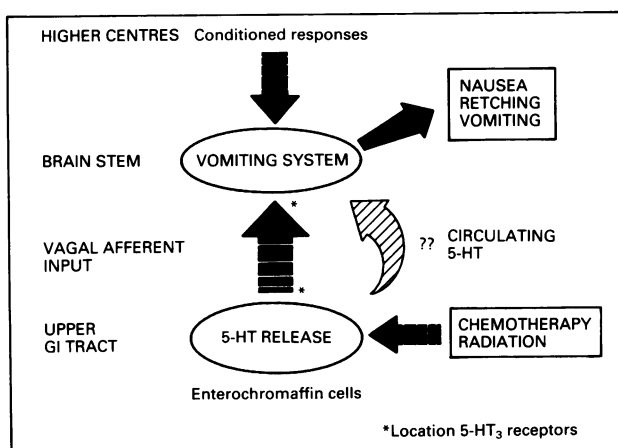 HIGHER CENTRES
Conditioned responses
NAUSEA
RETCHING
VOMITING
BRAIN STEM
VOMITING SYSTEM
*
VAGAL AFFERENT
INPUT
??
CIRCULATING
5-HT
*
UPPER
GI TRACT
5-HT RELEASE
CHEMOTHERAPY
RADIATION
Enterochromaffin cells
*Location 5-HT₃ receptors